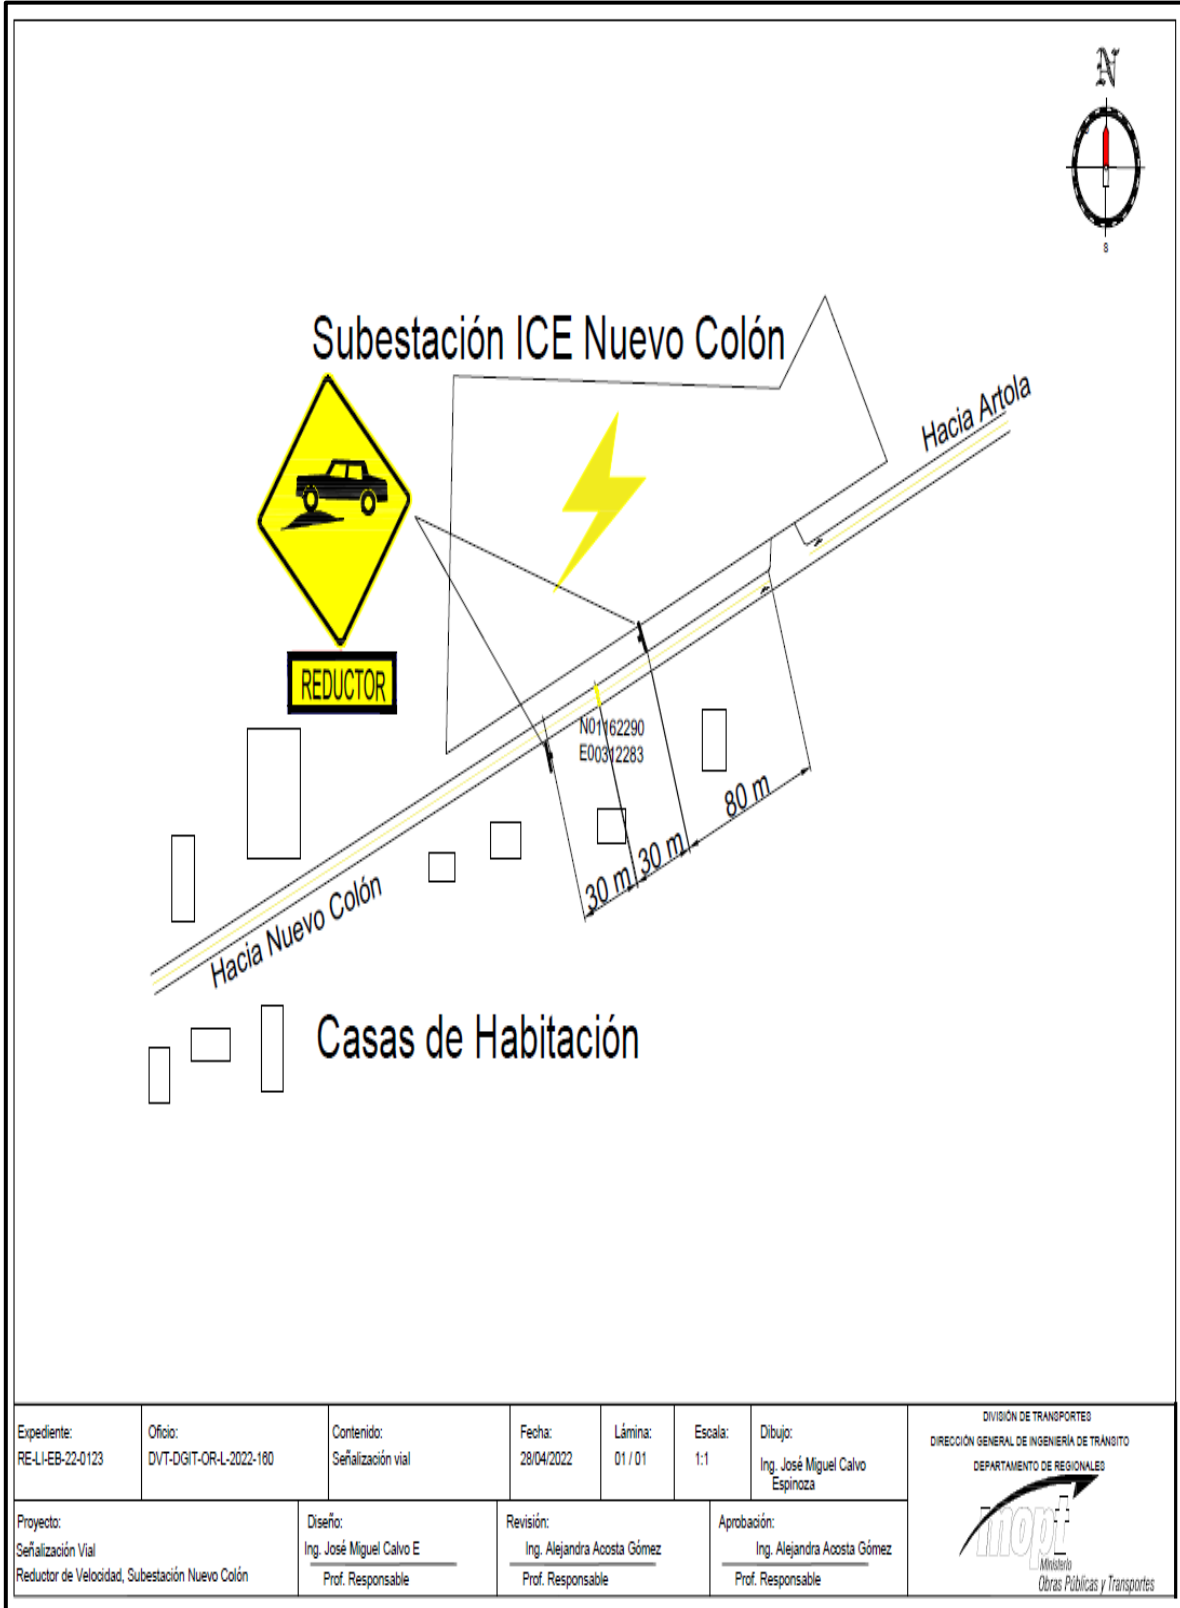 N
S
Subestación ICE Nuevo Colón
Hacia Artola
REDUCTOR
N01162290
E00312283
80 m
30 m
30 m
Hacia Nuevo Colón
Casas de Habitación
Expediente:
RE-LI-EB-22-0123
Oficio:
DVT-DGIT-OR-L-2022-160
Contenido:
Señalización vial
Fecha:
28/04/2022
Lámina:
01 / 01
Escala:
1:1
Dibujo:
Ing. José Miguel Calvo
Espinoza
DIVISIÓN DE TRANSPORTES
DIRECCIÓN GENERAL DE INGENIERÍA DE TRÁNSITO
DEPARTAMENTO DE REGIONALES
mopt
Ministerio
Obras Públicas y Transportes
Proyecto:
Señalización Vial
Reductor de Velocidad, Subestación Nuevo Colón
Diseño:
Ing. José Miguel Calvo E
Prof. Responsable
Revisión:
Ing. Alejandra Acosta Gómez
Prof. Responsable
Aprobación:
Ing. Alejandra Acosta Gómez
Prof. Responsable